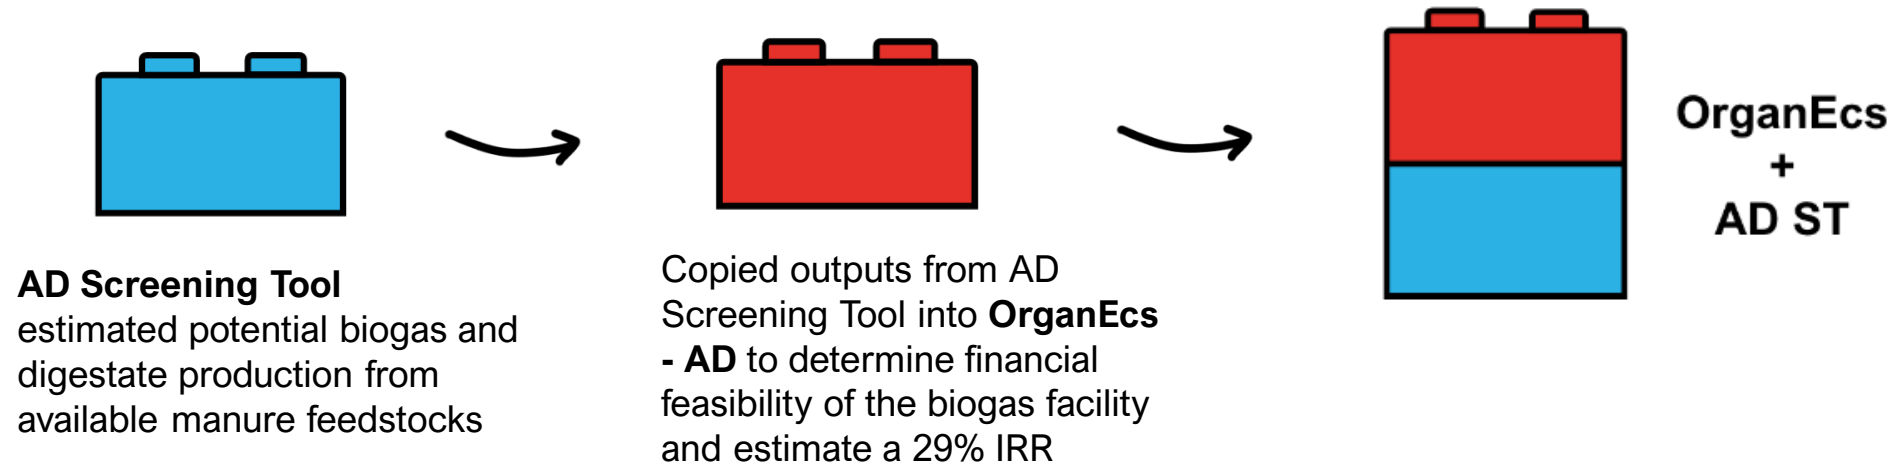 AD Screening Tool
estimated potential biogas and
digestate production from
available manure feedstocks
Copied outputs from AD
Screening Tool into OrganEcs
- AD to determine financial
feasibility of the biogas facility
and estimate a 29% IRR
OrganEcs
+
AD ST